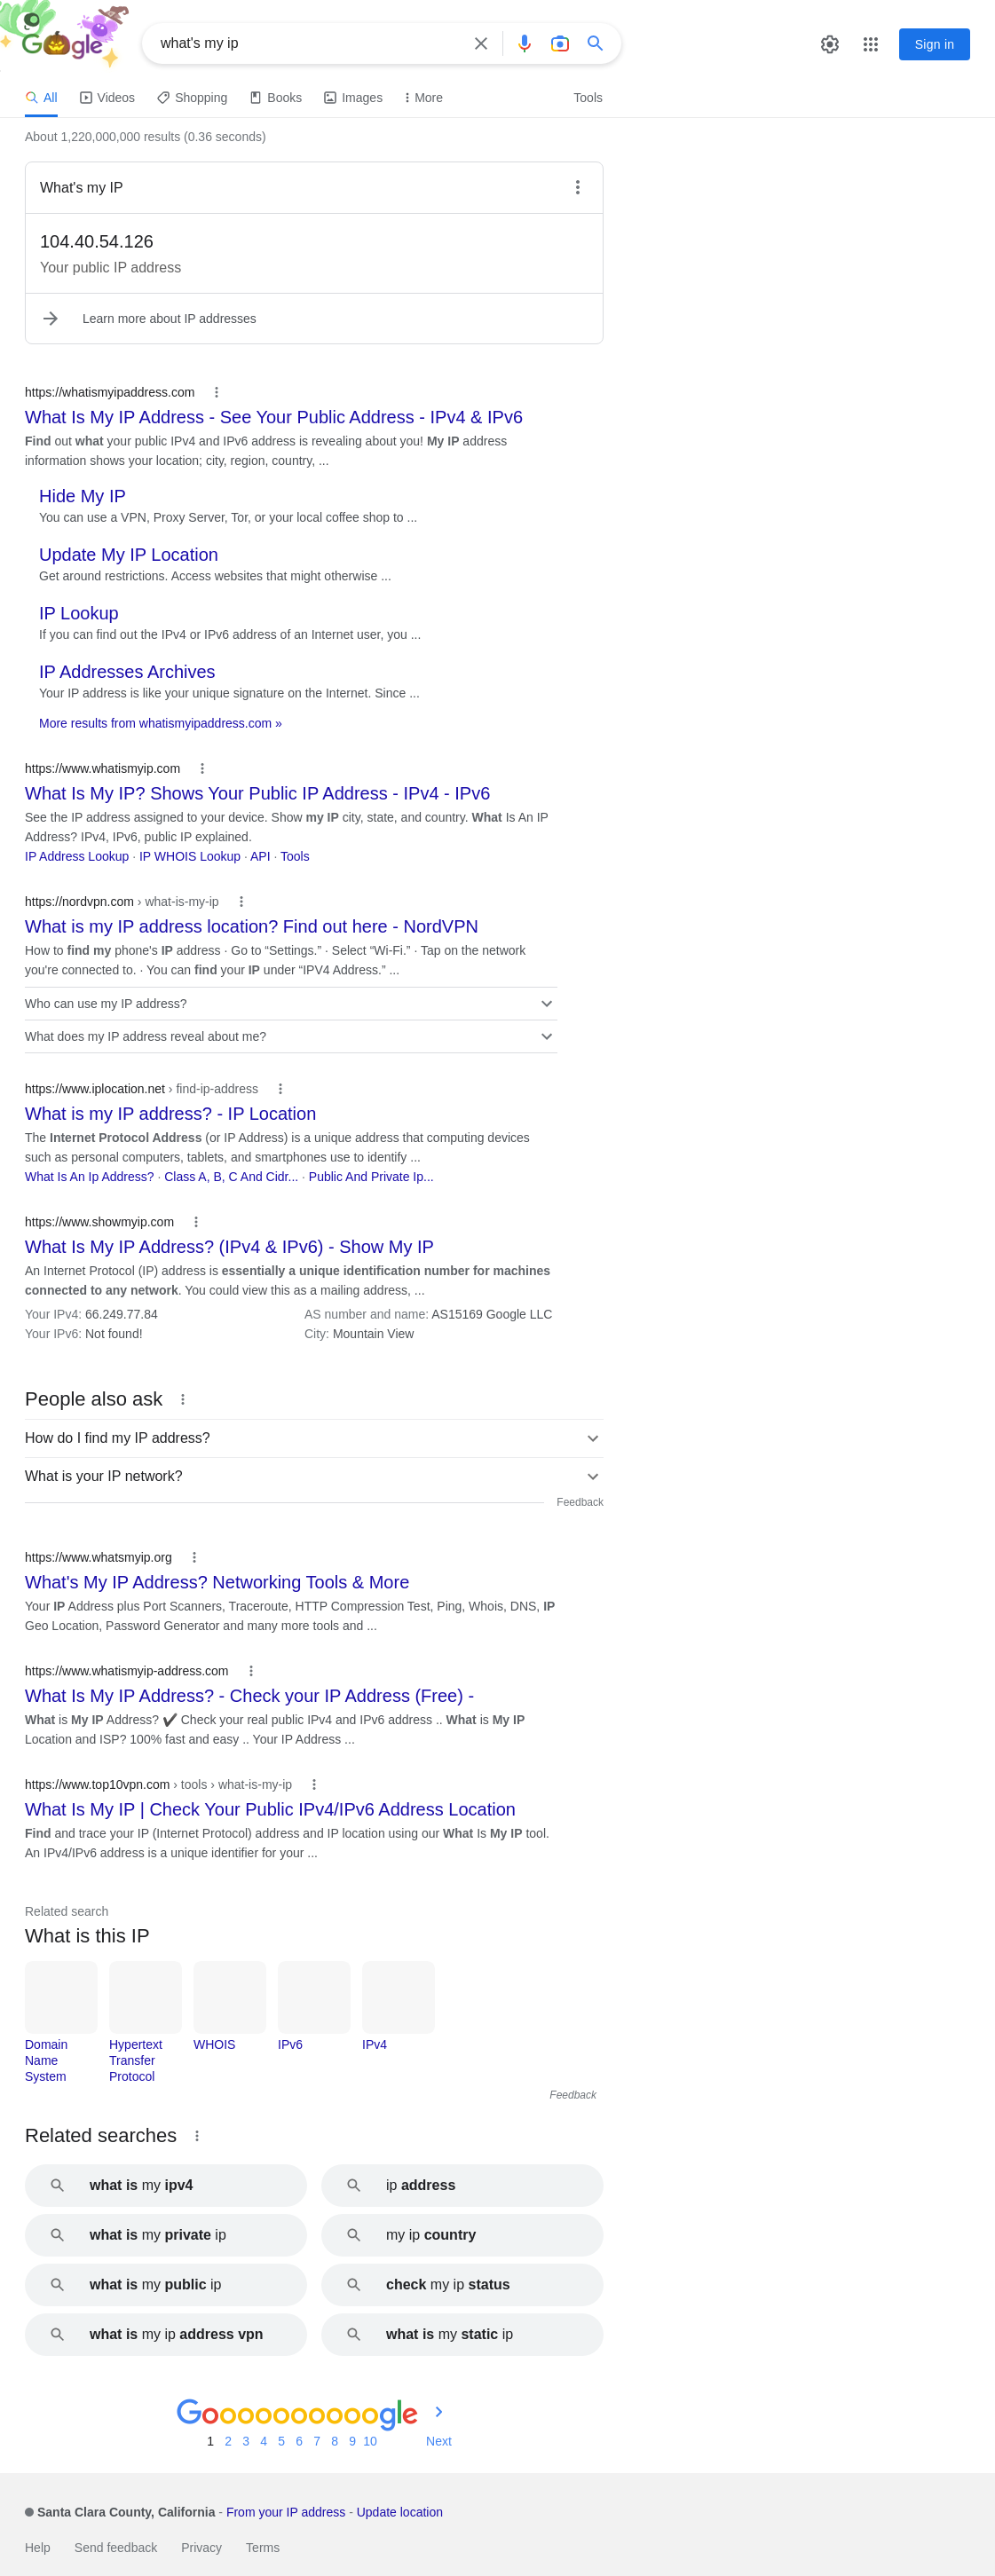 Google
what's my ip
Sign in
All Videos Shopping Books Images More Tools
About 1,220,000,000 results (0.36 seconds)
What's my IP
104.40.54.126
Your public IP address
Learn more about IP addresses
https://whatismyipaddress.com
What Is My IP Address - See Your Public Address - IPv4 & IPv6
Find out what your public IPv4 and IPv6 address is revealing about you! My IP address
information shows your location; city, region, country, ...
Hide My IP
You can use a VPN, Proxy Server, Tor, or your local coffee shop to ...
Update My IP Location
Get around restrictions. Access websites that might otherwise ...
IP Lookup
If you can find out the IPv4 or IPv6 address of an Internet user, you ...
IP Addresses Archives
Your IP address is like your unique signature on the Internet. Since ...
More results from whatismyipaddress.com »
https://www.whatismyip.com
What Is My IP? Shows Your Public IP Address - IPv4 - IPv6
See the IP address assigned to your device. Show my IP city, state, and country. What Is An IP
Address? IPv4, IPv6, public IP explained.
IP Address Lookup · IP WHOIS Lookup · API · Tools
https://nordvpn.com › what-is-my-ip
What is my IP address location? Find out here - NordVPN
How to find my phone's IP address · Go to “Settings.” · Select “Wi-Fi.” · Tap on the network
you're connected to. · You can find your IP under “IPV4 Address.” ...
Who can use my IP address?
What does my IP address reveal about me?
https://www.iplocation.net › find-ip-address
What is my IP address? - IP Location
The Internet Protocol Address (or IP Address) is a unique address that computing devices
such as personal computers, tablets, and smartphones use to identify ...
What Is An Ip Address? · Class A, B, C And Cidr... · Public And Private Ip...
https://www.showmyip.com
What Is My IP Address? (IPv4 & IPv6) - Show My IP
An Internet Protocol (IP) address is essentially a unique identification number for machines
connected to any network. You could view this as a mailing address, ...
Your IPv4: 66.249.77.84 AS number and name: AS15169 Google LLC
Your IPv6: Not found! City: Mountain View
People also ask
How do I find my IP address?
What is your IP network?
Feedback
https://www.whatsmyip.org
What's My IP Address? Networking Tools & More
Your IP Address plus Port Scanners, Traceroute, HTTP Compression Test, Ping, Whois, DNS, IP
Geo Location, Password Generator and many more tools and ...
https://www.whatismyip-address.com
What Is My IP Address? - Check your IP Address (Free) -
What is My IP Address? ✔️ Check your real public IPv4 and IPv6 address .. What is My IP
Location and ISP? 100% fast and easy .. Your IP Address ...
https://www.top10vpn.com › tools › what-is-my-ip
What Is My IP | Check Your Public IPv4/IPv6 Address Location
Find and trace your IP (Internet Protocol) address and IP location using our What Is My IP tool.
An IPv4/IPv6 address is a unique identifier for your ...
Related search
What is this IP
Domain Hypertext WHOIS IPv6 IPv4
Name Transfer
System Protocol
Feedback
Related searches
what is my ipv4 ip address
what is my private ip my ip country
what is my public ip check my ip status
what is my ip address vpn what is my static ip
Goooooooooogle
1 2 3 4 5 6 7 8 9 10 Next
Santa Clara County, California - From your IP address - Update location
Help Send feedback Privacy Terms